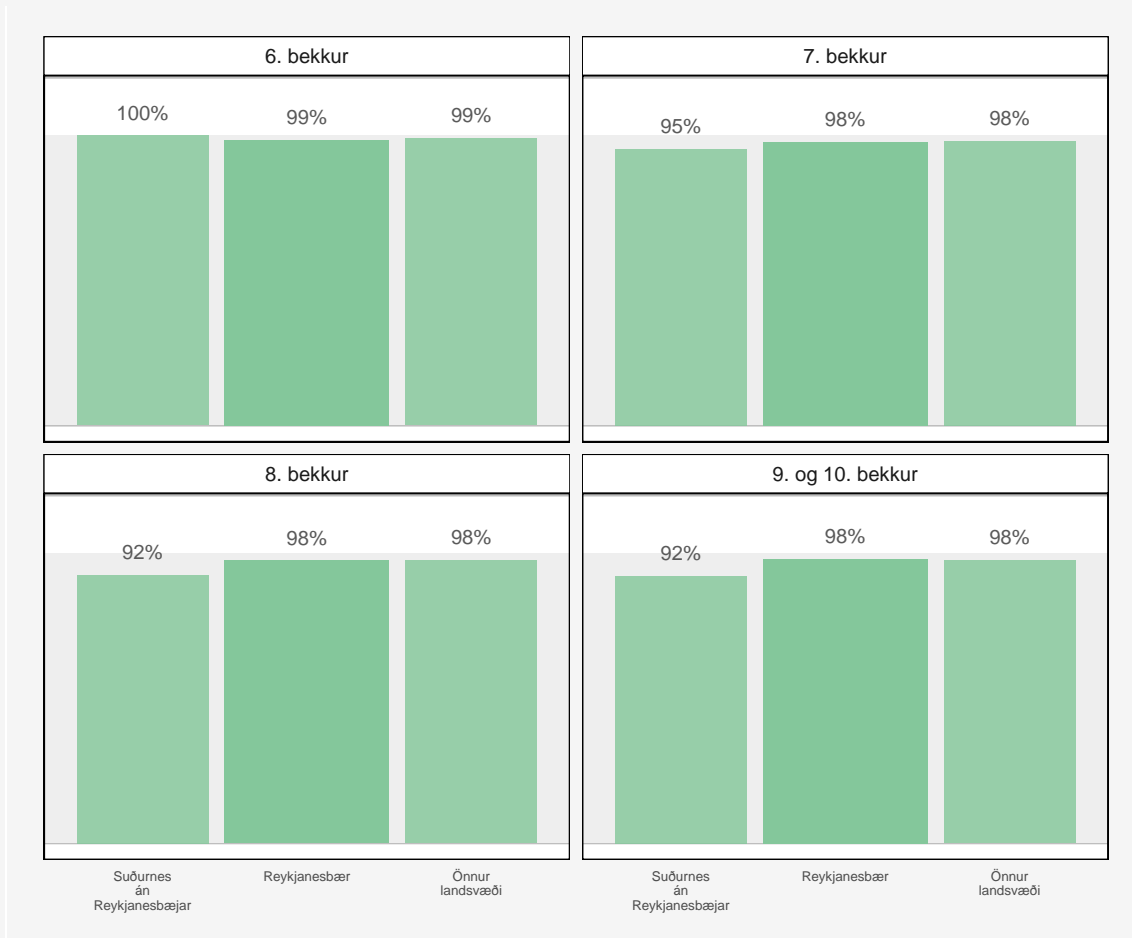 6. bekkur
100%
99%
99%
7. bekkur
95%
98%
98%
8. bekkur
92%
98%
98%
9. og 10. bekkur
92%
98%
98%
Suðurnes
án
Reykjanesbæjar
Reykjanesbær
Önnur
landsvæði
Suðurnes
án
Reykjanesbæjar
Reykjanesbær
Önnur
landsvæði